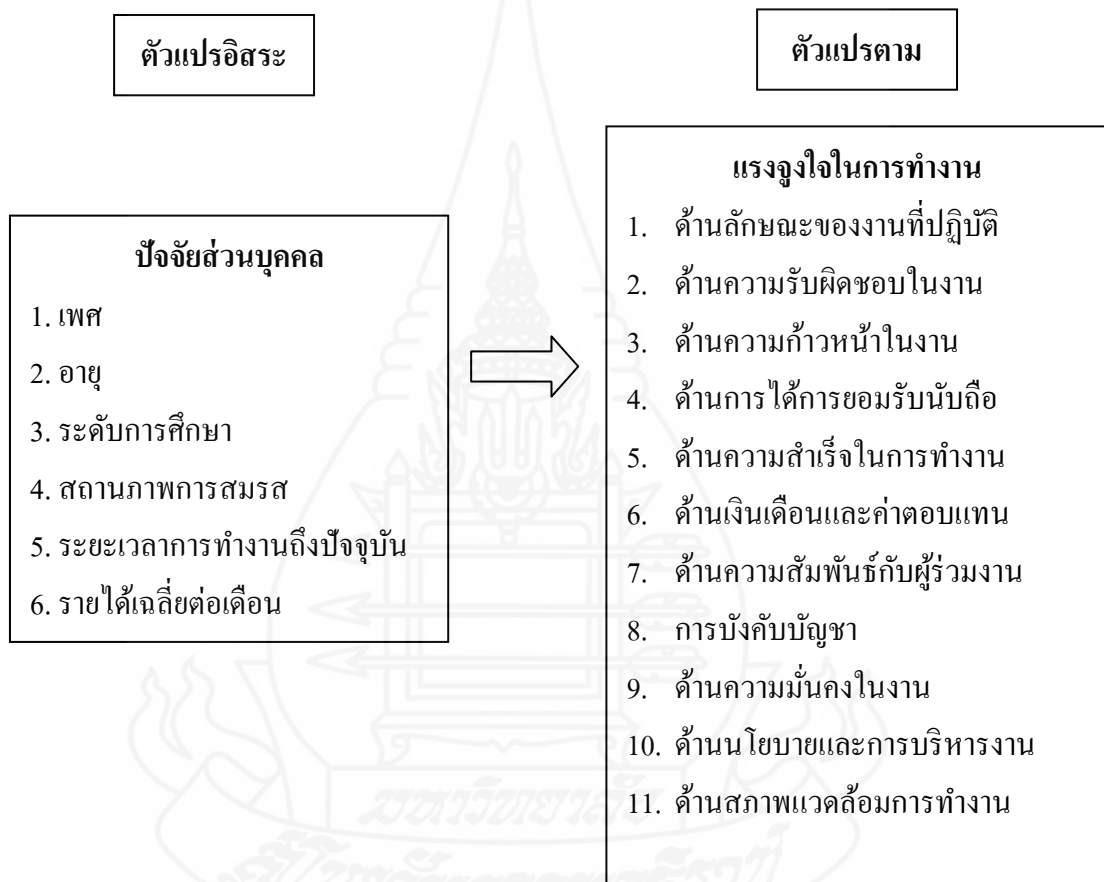 ตัวแปรอิสระ
ตัวแปรตาม
ปัจจัยส่วนบุคคล
1. เพศ
2. อายุ
3. ระดับการศึกษา
4. สถานภาพการสมรส
5. ระยะเวลาการทำงานถึงปัจจุบัน
6. รายได้เฉลี่ยต่อเดือน
แรงจูงใจในการทำงาน
1. ด้านลักษณะของงานที่ปฏิบัติ
2. ด้านความรับผิดชอบในงาน
3. ด้านความก้าวหน้าในงาน
4. ด้านการได้การยอมรับนับถือ
5. ด้านความสำเร็จในการทำงาน
6. ด้านเงินเดือนและค่าตอบแทน
7. ด้านความสัมพันธ์กับผู้ร่วมงาน
8. การบังคับบัญชา
9. ด้านความมั่นคงในงาน
10. ด้านนโยบายและการบริหารงาน
11. ด้านสภาพแวดล้อมการทำงาน
มหาวิทยาลัย